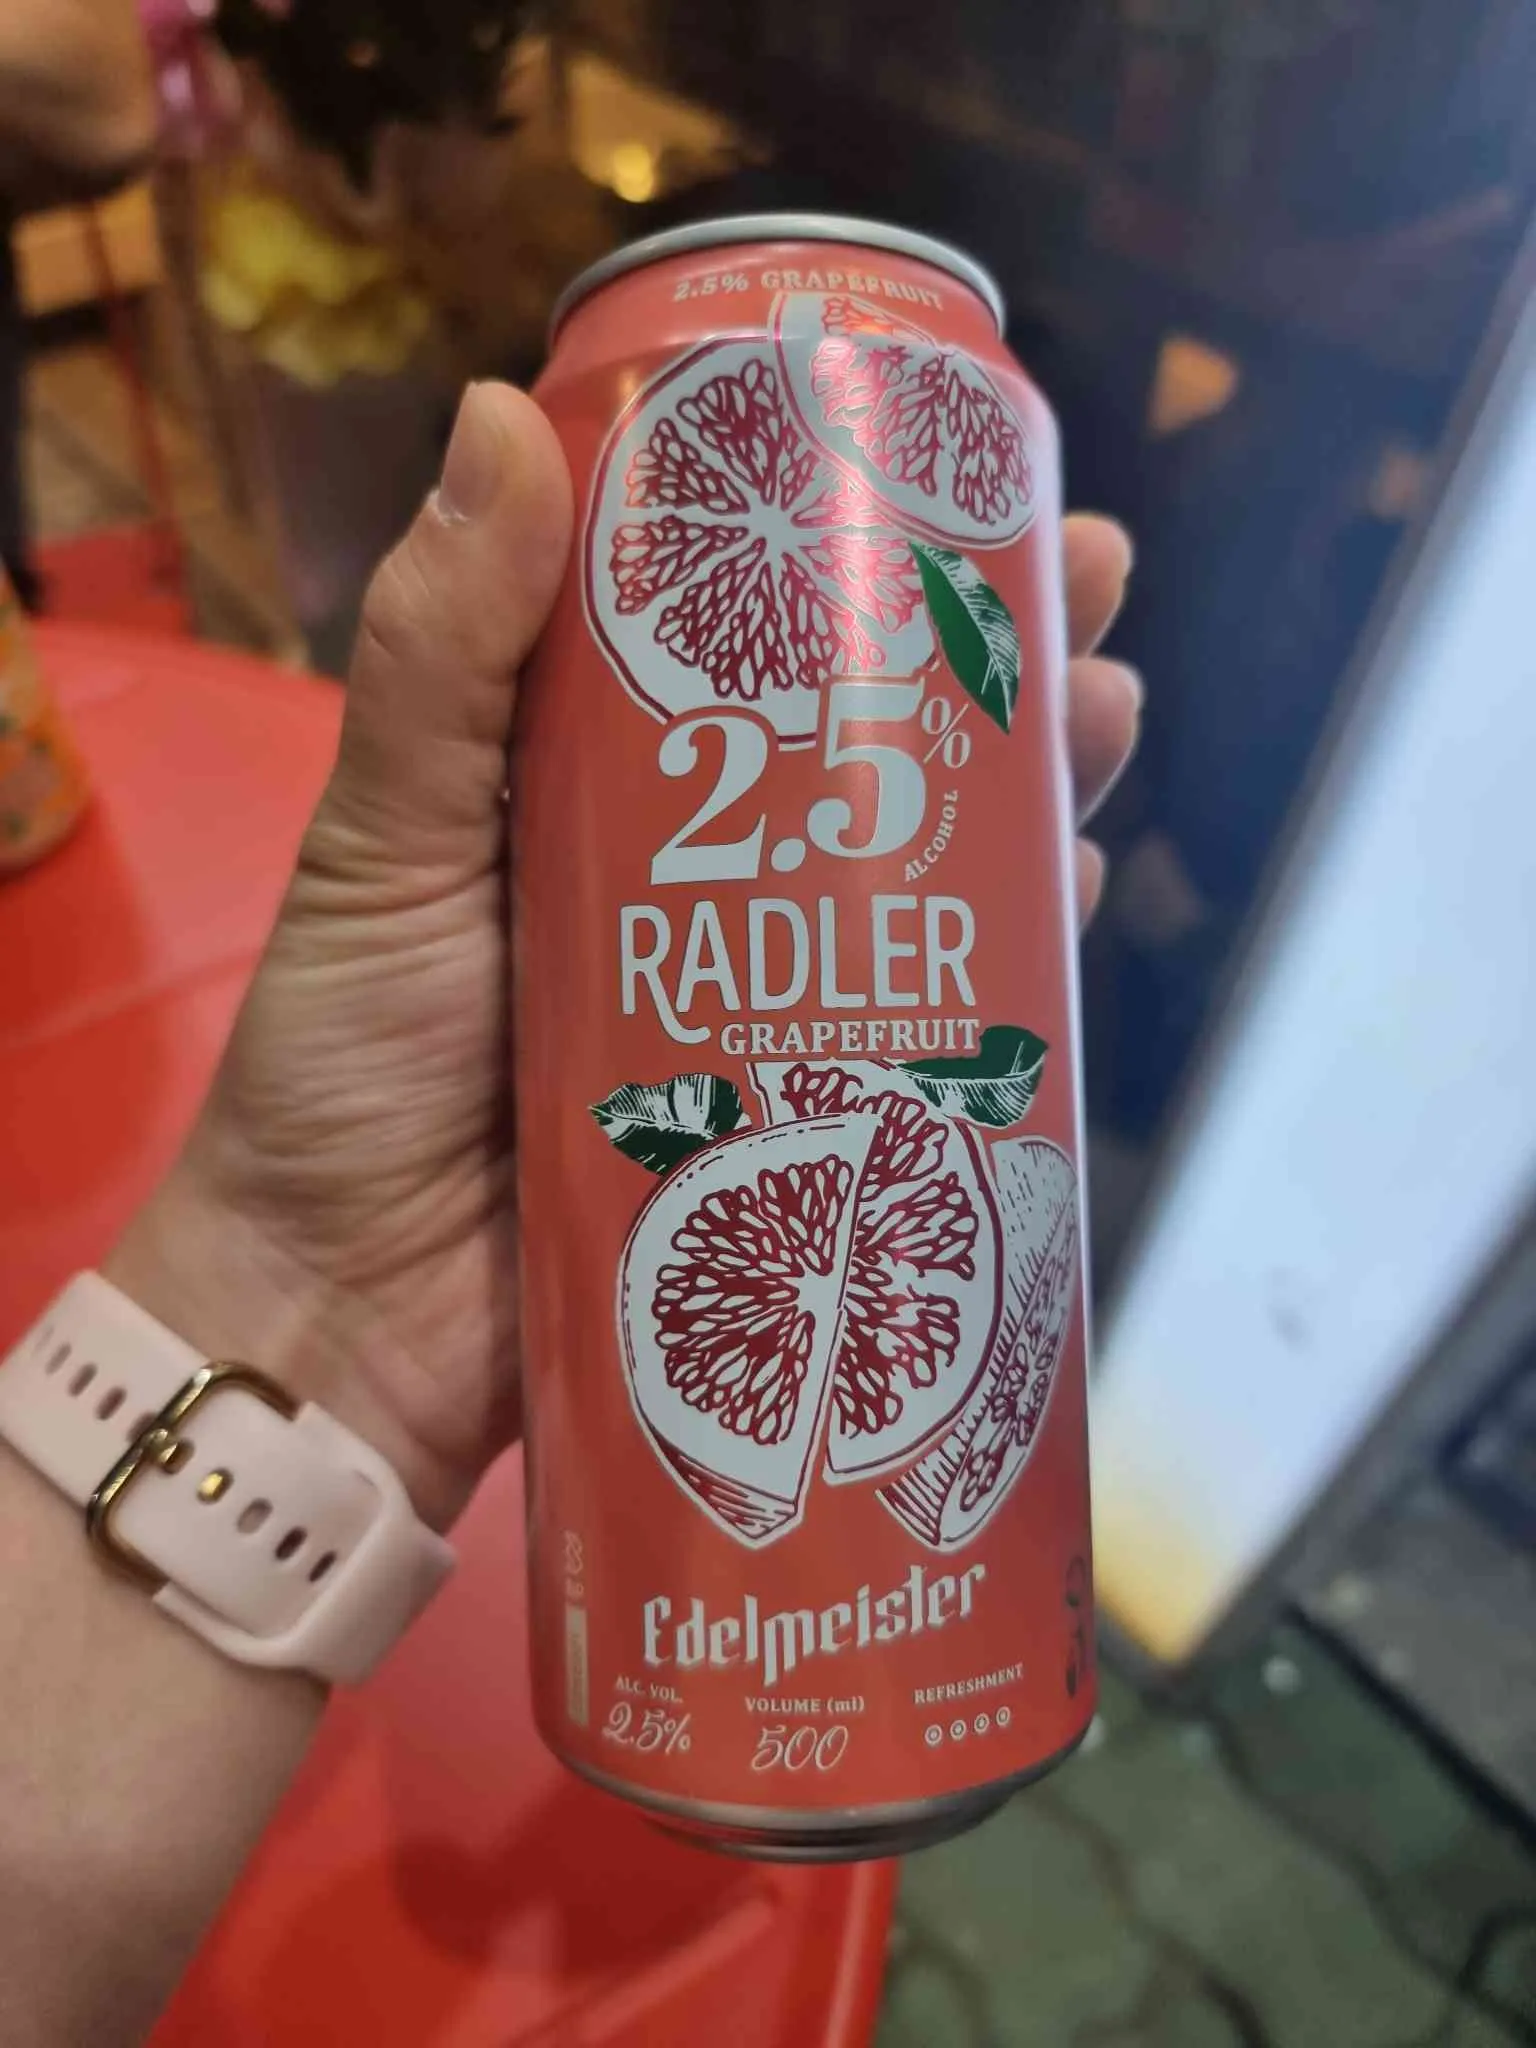 2.5% GRAPEFRUIT
2.5%
ALCOHOL
RADLER
GRAPEFRUIT
Edelmeister
ALC. VOL.
2.5%
VOLUME (ml)
500
REFRESHMENT